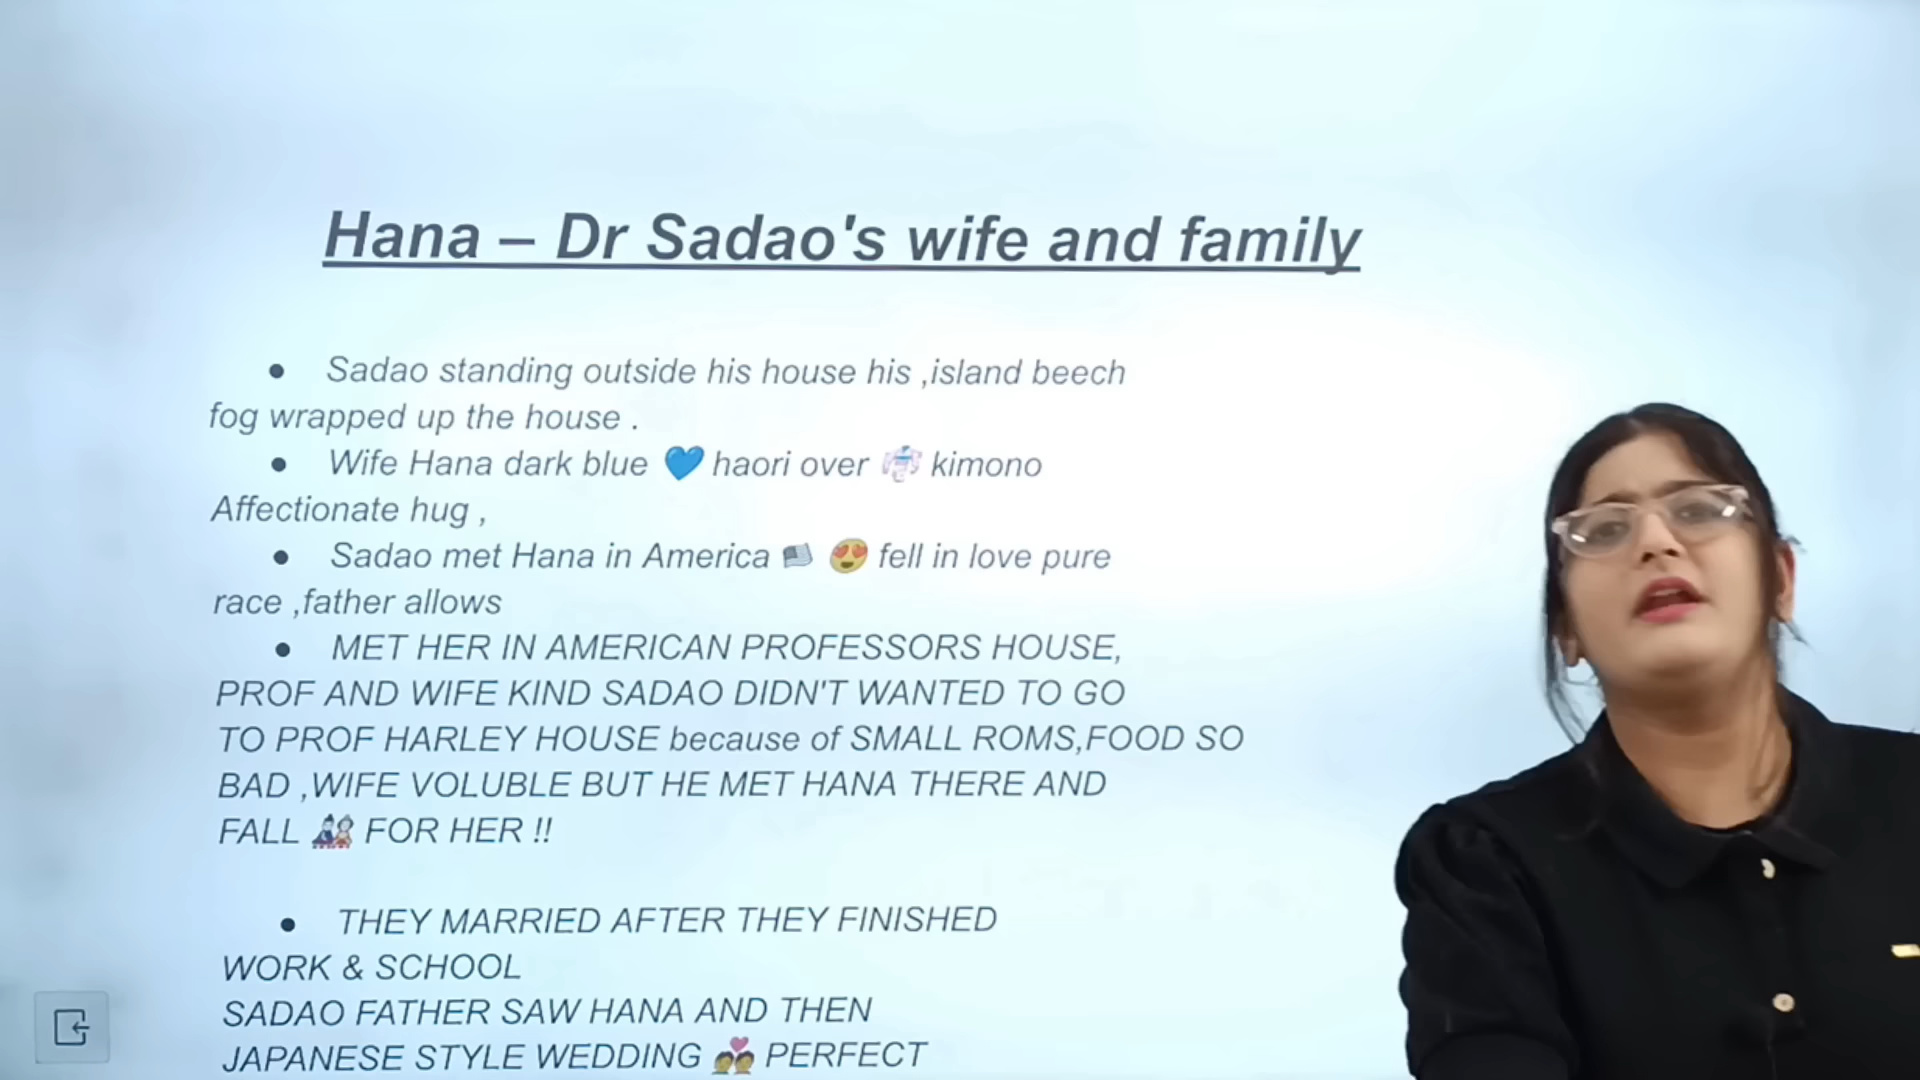 Hana – Dr Sadao's wife and family
• Sadao standing outside his house his ,island beech
fog wrapped up the house .
• Wife Hana dark blue 💙 haori over 👘 kimono
Affectionate hug ,
• Sadao met Hana in America 🇺🇸 😍 fell in love pure
race ,father allows
• MET HER IN AMERICAN PROFESSORS HOUSE,
PROF AND WIFE KIND SADAO DIDN'T WANTED TO GO
TO PROF HARLEY HOUSE because of SMALL ROMS,FOOD SO
BAD ,WIFE VOLUBLE BUT HE MET HANA THERE AND
FALL 🎎 FOR HER !!
• THEY MARRIED AFTER THEY FINISHED
WORK & SCHOOL
SADAO FATHER SAW HANA AND THEN
JAPANESE STYLE WEDDING 💑 PERFECT